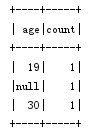 +----+-----+
| age|count|
+----+-----+
|  19|    1|
|null|    1|
|  30|    1|
+----+-----+